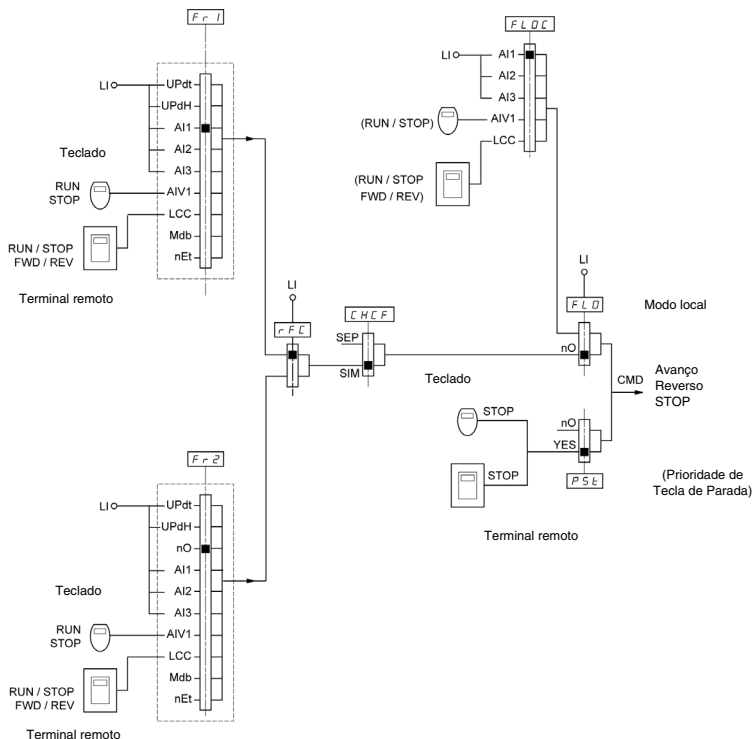 Fr1
LI
UPdt
UPdH
AI1
AI2
AI3
AIV1
LCC
Mdb
nEt
Teclado
RUN
STOP
RUN / STOP
FWD / REV
Terminal remoto
FLOC
LI
AI1
AI2
AI3
AIV1
LCC
(RUN / STOP)
(RUN / STOP
FWD / REV)
LI
rFC
CHCF
SEP
SIM
LI
FLO
nO
Modo local
Teclado
STOP
STOP
nO
YES
PSt
CMD
Avanço
Reverso
STOP
(Prioridade de
Tecla de Parada)
Terminal remoto
Fr2
LI
UPdt
UPdH
nO
AI1
AI2
AI3
AIV1
LCC
Mdb
nEt
Teclado
RUN
STOP
RUN / STOP
FWD / REV
Terminal remoto